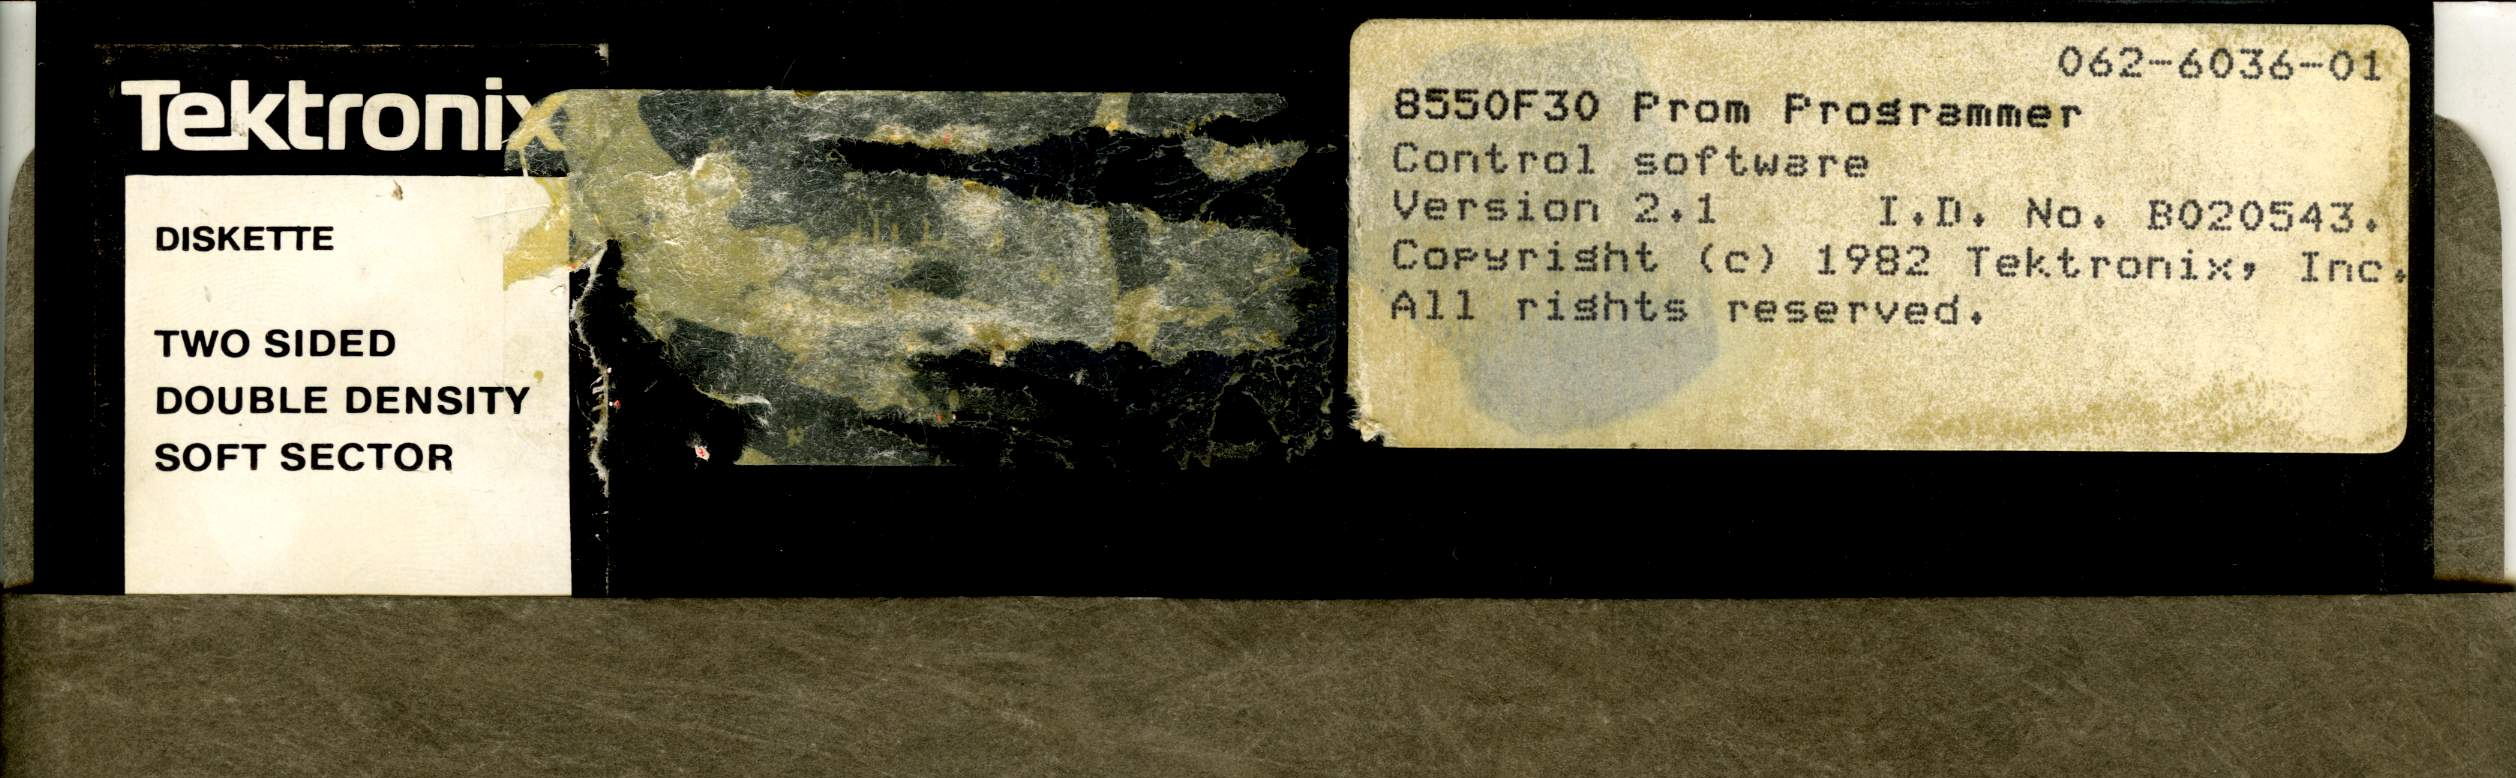 Tektronix
DISKETTE
TWO SIDED
DOUBLE DENSITY
SOFT SECTOR
062-6036-01
8550F30 Prom Programmer
Control software
Version 2.1 I.D. No. B020543.
Copyright (c) 1982 Tektronix, Inc.
All rights reserved.